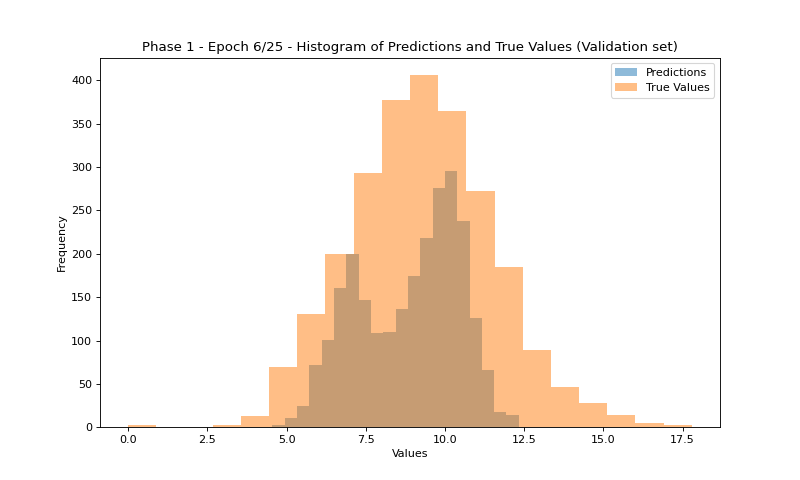 Phase 1 - Epoch 6/25 - Histogram of Predictions and True Values (Validation set)
Predictions
True Values
400
350
300
250
200
150
100
50
0
Frequency
0.0 2.5 5.0 7.5 10.0 12.5 15.0 17.5
Values